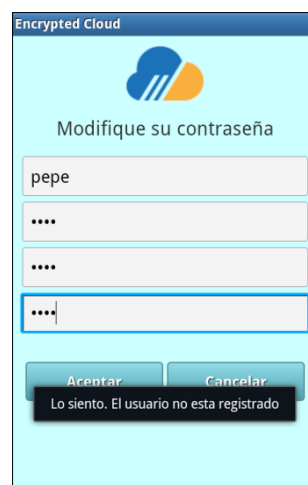 Encrypted Cloud
Modifique su contraseña
pepe
••••
••••
••••
Aceptar Cancelar
Lo siento. El usuario no esta registrado